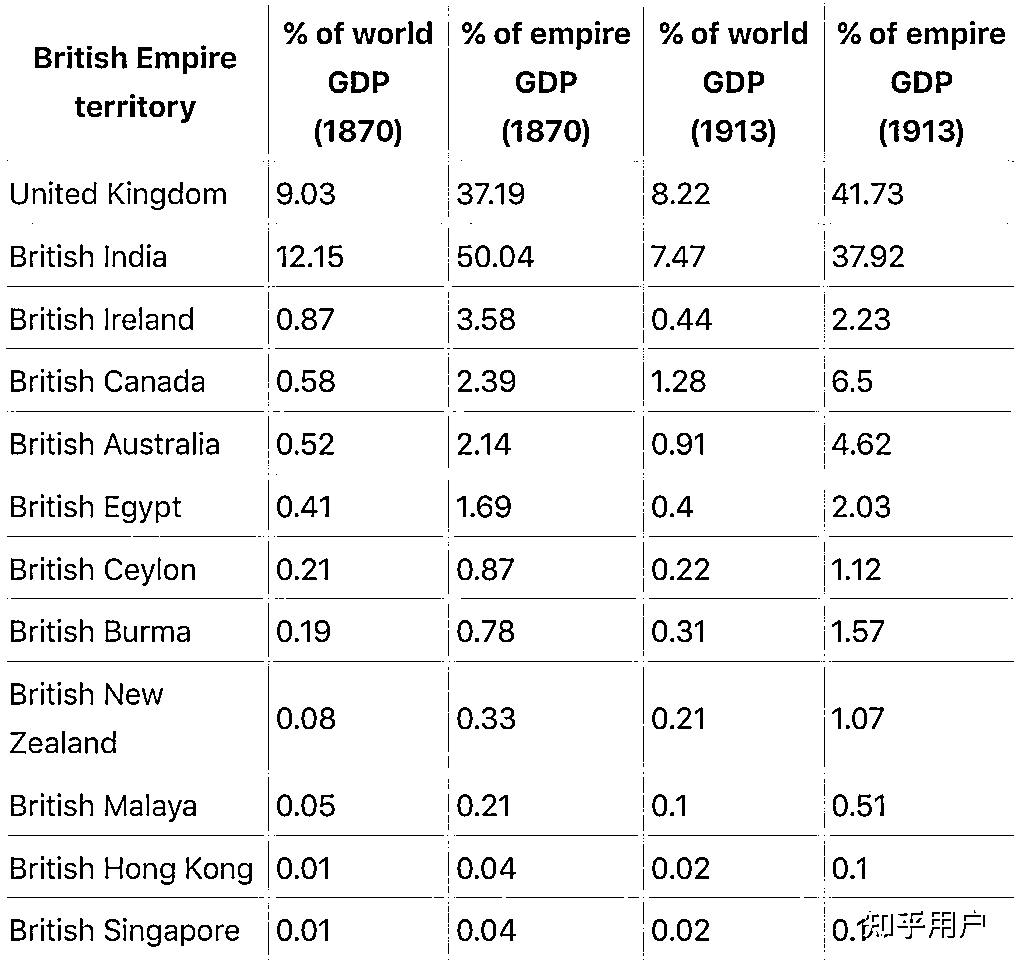 British Empire territory | % of world GDP (1870) | % of empire GDP (1870) | % of world GDP (1913) | % of empire GDP (1913)
United Kingdom | 9.03 | 37.19 | 8.22 | 41.73
British India | 12.15 | 50.04 | 7.47 | 37.92
British Ireland | 0.87 | 3.58 | 0.44 | 2.23
British Canada | 0.58 | 2.39 | 1.28 | 6.5
British Australia | 0.52 | 2.14 | 0.91 | 4.62
British Egypt | 0.41 | 1.69 | 0.4 | 2.03
British Ceylon | 0.21 | 0.87 | 0.22 | 1.12
British Burma | 0.19 | 0.78 | 0.31 | 1.57
British New Zealand | 0.08 | 0.33 | 0.21 | 1.07
British Malaya | 0.05 | 0.21 | 0.1 | 0.51
British Hong Kong | 0.01 | 0.04 | 0.02 | 0.1
British Singapore | 0.01 | 0.04 | 0.02 | 0.1
知乎用户